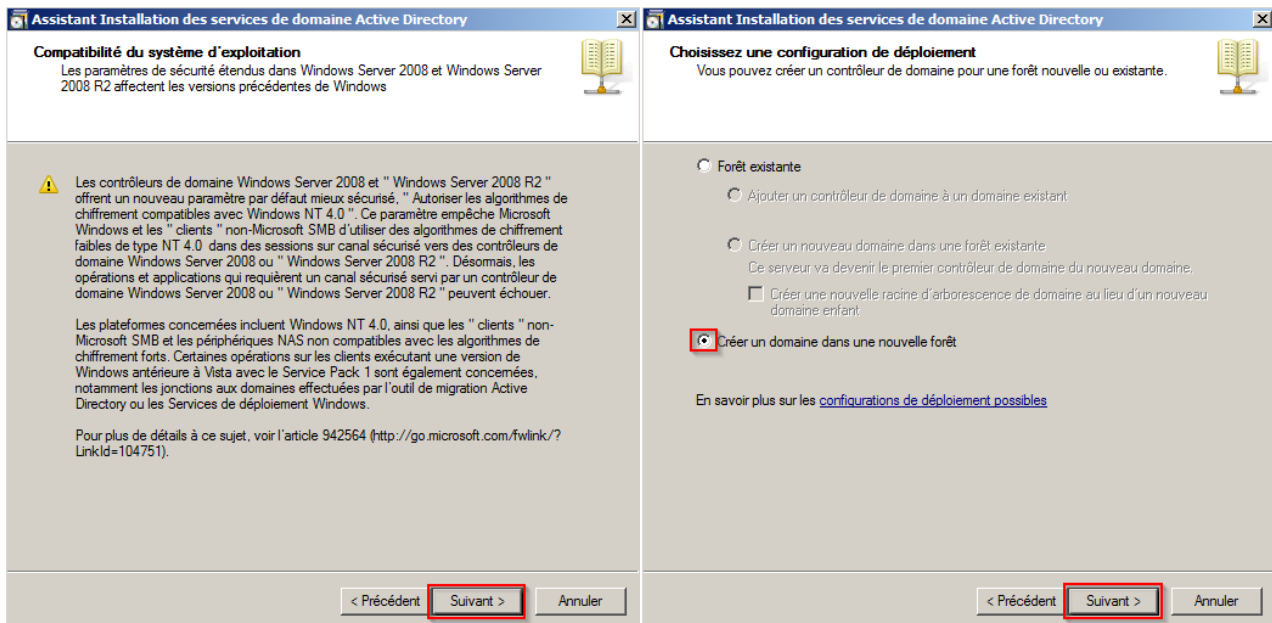 Assistant Installation des services de domaine Active Directory
Compatibilité du système d'exploitation
Les paramètres de sécurité étendus dans Windows Server 2008 et Windows Server
2008 R2 affectent les versions précédentes de Windows
Les contrôleurs de domaine Windows Server 2008 et " Windows Server 2008 R2 "
offrent un nouveau paramètre par défaut mieux sécurisé, " Autoriser les algorithmes de
chiffrement compatibles avec Windows NT 4.0 ". Ce paramètre empêche Microsoft
Windows et les " clients " non-Microsoft SMB d'utiliser des algorithmes de chiffrement
faibles de type NT 4.0 dans des sessions sur canal sécurisé vers des contrôleurs de
domaine Windows Server 2008 ou " Windows Server 2008 R2 ". Désormais, les
opérations et applications qui requièrent un canal sécurisé servi par un contrôleur de
domaine Windows Server 2008 ou " Windows Server 2008 R2 " peuvent échouer.
Les plateformes concernées incluent Windows NT 4.0, ainsi que les " clients " non-
Microsoft SMB et les périphériques NAS non compatibles avec les algorithmes de
chiffrement forts. Certaines opérations sur les clients exécutant une version de
Windows antérieure à Vista avec le Service Pack 1 sont également concernées,
notamment les jonctions aux domaines effectuées par l'outil de migration Active
Directory ou les Services de déploiement Windows.
Pour plus de détails à ce sujet, voir l'article 942564 (http://go.microsoft.com/fwlink/?
LinkId=104751).
< Précédent
Suivant >
Annuler
Assistant Installation des services de domaine Active Directory
Choisissez une configuration de déploiement
Vous pouvez créer un contrôleur de domaine pour une forêt nouvelle ou existante.
Forêt existante
Ajouter un contrôleur de domaine à un domaine existant
Créer un nouveau domaine dans une forêt existante
Ce serveur va devenir le premier contrôleur de domaine du nouveau domaine.
Créer une nouvelle racine d'arborescence de domaine au lieu d'un nouveau
domaine enfant
Créer un domaine dans une nouvelle forêt
En savoir plus sur les configurations de déploiement possibles
< Précédent
Suivant >
Annuler